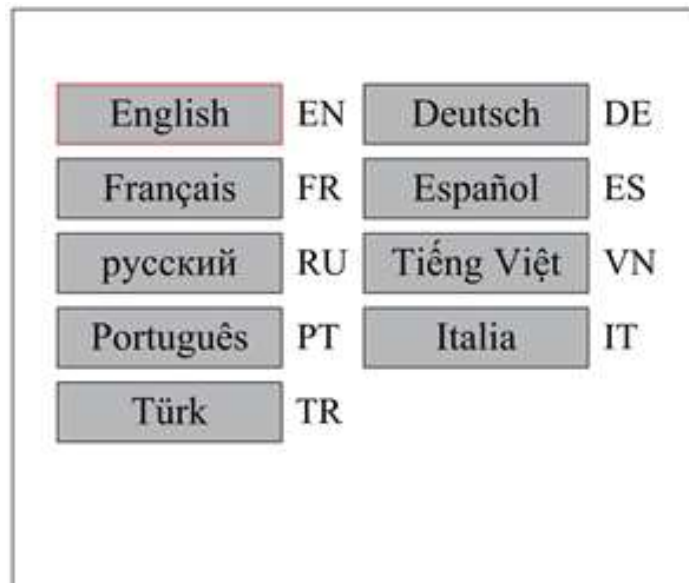 English EN Deutsch DE
Français FR Español ES
русский RU Tiếng Việt VN
Português PT Italia IT
Türk TR